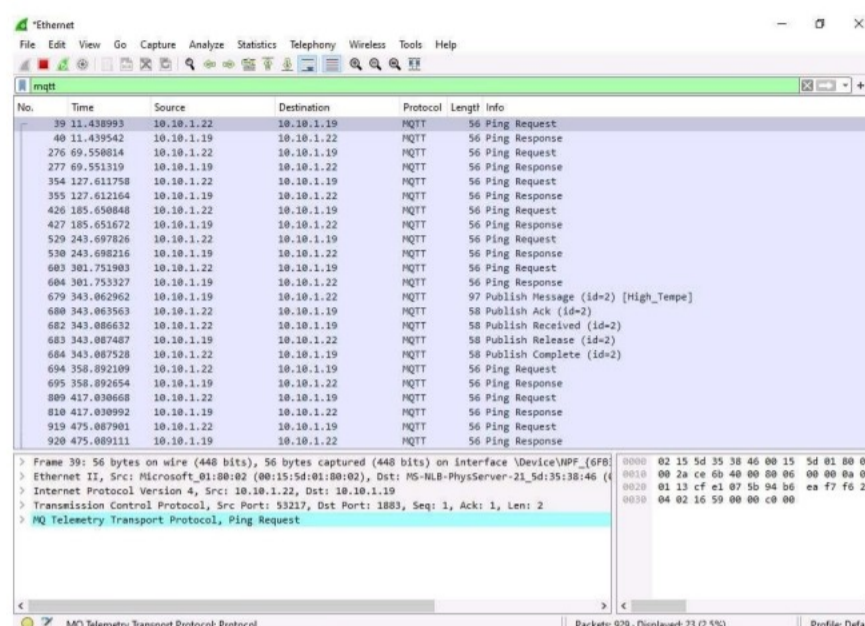 *Ethernet
File Edit View Go Capture Analyze Statistics Telephony Wireless Tools Help
mqtt
No. Time Source Destination Protocol Length Info
39 11.438993 10.10.1.22 10.10.1.19 MQTT 56 Ping Request
40 11.439542 10.10.1.19 10.10.1.22 MQTT 56 Ping Response
276 69.550814 10.10.1.22 10.10.1.19 MQTT 56 Ping Request
277 69.551319 10.10.1.19 10.10.1.22 MQTT 56 Ping Response
354 127.611758 10.10.1.22 10.10.1.19 MQTT 56 Ping Request
355 127.612164 10.10.1.19 10.10.1.22 MQTT 56 Ping Response
426 185.650848 10.10.1.22 10.10.1.19 MQTT 56 Ping Request
427 185.651672 10.10.1.19 10.10.1.22 MQTT 56 Ping Response
529 243.697826 10.10.1.22 10.10.1.19 MQTT 56 Ping Request
530 243.698216 10.10.1.19 10.10.1.22 MQTT 56 Ping Response
603 301.751903 10.10.1.22 10.10.1.19 MQTT 56 Ping Request
604 301.753327 10.10.1.19 10.10.1.22 MQTT 56 Ping Response
679 343.062962 10.10.1.19 10.10.1.22 MQTT 97 Publish Message (id=2) [High_Tempe]
680 343.063563 10.10.1.22 10.10.1.19 MQTT 58 Publish Ack (id=2)
682 343.086632 10.10.1.22 10.10.1.19 MQTT 58 Publish Received (id=2)
683 343.087487 10.10.1.19 10.10.1.22 MQTT 58 Publish Release (id=2)
684 343.087528 10.10.1.22 10.10.1.19 MQTT 58 Publish Complete (id=2)
694 358.892109 10.10.1.22 10.10.1.19 MQTT 56 Ping Request
695 358.892654 10.10.1.19 10.10.1.22 MQTT 56 Ping Response
809 417.030668 10.10.1.22 10.10.1.19 MQTT 56 Ping Request
810 417.030992 10.10.1.19 10.10.1.22 MQTT 56 Ping Response
919 475.087901 10.10.1.22 10.10.1.19 MQTT 56 Ping Request
920 475.089111 10.10.1.19 10.10.1.22 MQTT 56 Ping Response
> Frame 39: 56 bytes on wire (448 bits), 56 bytes captured (448 bits) on interface \Device\NPF_{6FB 0000 02 15 5d 35 38 46 00 15 5d 01 80 0
> Ethernet II, Src: Microsoft_01:80:02 (00:15:5d:01:80:02), Dst: MS-NLB-PhysServer-21_5d:35:38:46 ( 0010 00 2a ce 6b 40 00 80 06 00 00 0a 0
> Internet Protocol Version 4, Src: 10.10.1.22, Dst: 10.10.1.19 0020 01 13 cf e1 07 5b 94 b6 ea f7 f6 2
> Transmission Control Protocol, Src Port: 53217, Dst Port: 1883, Seq: 1, Ack: 1, Len: 2 0030 04 02 16 59 00 00 c0 00
> MQ Telemetry Transport Protocol, Ping Request
MQ Telemetry Transport Protocol: Protocol Packets: 929 · Displayed: 23 (2.5%) Profile: Defa